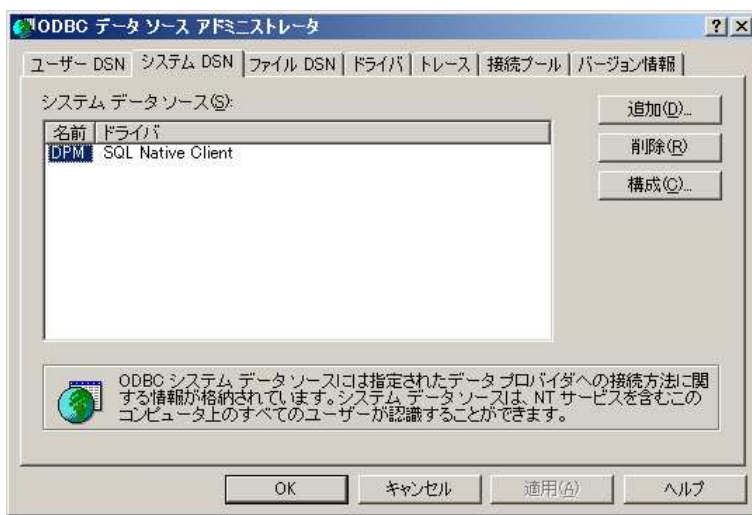 ODBC データ ソース アドミニストレータ
ユーザー DSN システム DSN ファイル DSN ドライバ トレース 接続プール バージョン情報
システム データ ソース(S):
追加(D)...
名前 ドライバ
DPM SQL Native Client
削除(R)
構成(C)...
ODBC システム データ ソースには指定されたデータ プロバイダへの接続方法に関
する情報が格納されています。システム データ ソースは、NT サービスを含むこの
コンピュータ上のすべてのユーザーが認識することができます。
OK キャンセル 適用(A) ヘルプ